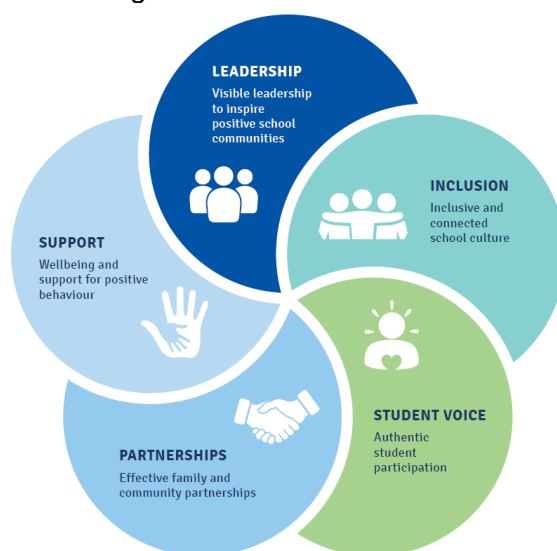 LEADERSHIP
Visible leadership
to inspire
positive school
communities
INCLUSION
Inclusive and
connected
school culture
STUDENT VOICE
Authentic
student
participation
PARTNERSHIPS
Effective family and
community partnerships
SUPPORT
Wellbeing and
support for positive
behaviour